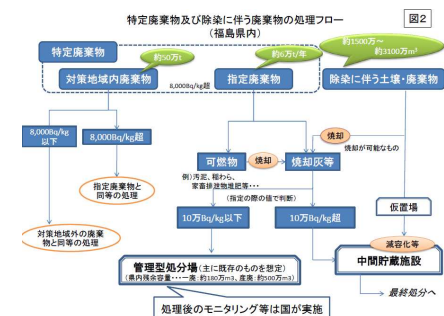 特定廃棄物及び除染に伴う廃棄物の処理フロー
（福島県内）
図2
特定廃棄物
約50万t
約6万t/年
約1500万～
約3100万m³
対策地域内廃棄物
8,000Bq/kg超
指定廃棄物
除染に伴う土壌・廃棄物
8,000Bq/kg
以下
8,000Bq/kg超
焼却
焼却が可能なもの
可燃物
焼却
焼却灰等
例）汚泥、稲わら、
家畜排泄物堆肥等・・・
（指定の際の値で判断）
指定廃棄物と
同等の処理
仮置場
対策地域外の廃棄
物と同等の処理
10万Bq/kg以下
10万Bq/kg超
減容化等
中間貯蔵施設
管理型処分場（主に既存のものを想定）
（県内残余容量・・・一廃：約180万m3、産廃：約500万m3）
最終処分へ
処理後のモニタリング等は国が実施